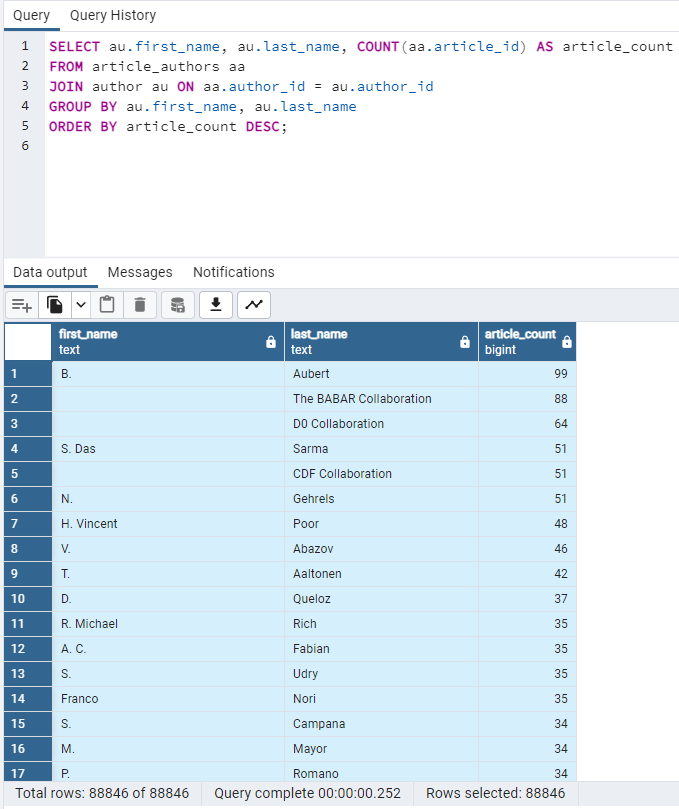 Query Query History
1 SELECT au.first_name, au.last_name, COUNT(aa.article_id) AS article_count
2 FROM article_authors aa
3 JOIN author au ON aa.author_id = au.author_id
4 GROUP BY au.first_name, au.last_name
5 ORDER BY article_count DESC;
6
Data output Messages Notifications
first_name last_name article_count
text text bigint
1 B. Aubert 99
2 The BABAR Collaboration 88
3 D0 Collaboration 64
4 S. Das Sarma 51
5 CDF Collaboration 51
6 N. Gehrels 51
7 H. Vincent Poor 48
8 V. Abazov 46
9 T. Aaltonen 42
10 D. Queloz 37
11 R. Michael Rich 35
12 A. C. Fabian 35
13 S. Udry 35
14 Franco Nori 35
15 S. Campana 34
16 M. Mayor 34
17 P. Romano 34
Total rows: 88846 of 88846 Query complete 00:00:00.252 Rows selected: 88846